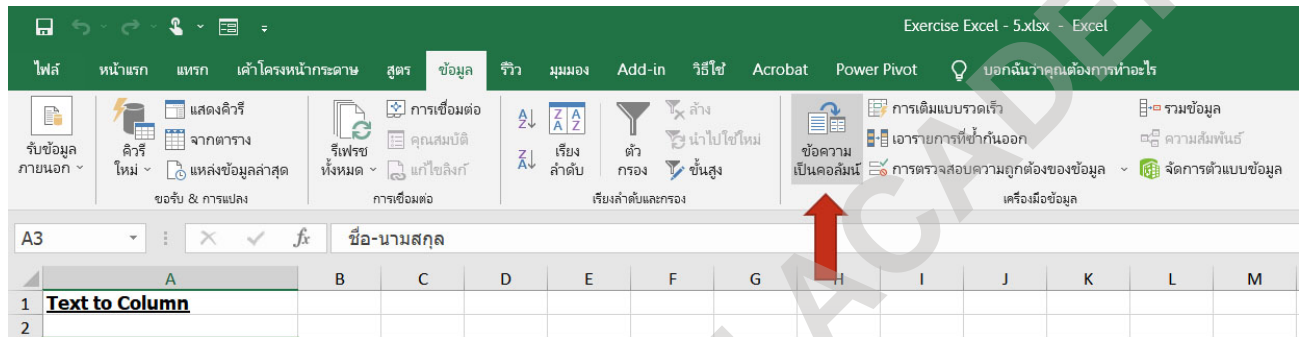 Exercise Excel - 5.xlsx - Excel
ไฟล์ หน้าแรก แทรก เค้าโครงหน้ากระดาษ สูตร ข้อมูล รีวิว มุมมอง Add-in วิธีใช้ Acrobat Power Pivot บอกฉันว่าคุณต้องการทำอะไร
รับข้อมูล
ภายนอก
คิวรี
ใหม่
แสดงคิวรี
จากตาราง
แหล่งข้อมูลล่าสุด
ขอรับ & การแปลง
รีเฟรช
ทั้งหมด
การเชื่อมต่อ
คุณสมบัติ
แก้ไขลิงก์
การเชื่อมต่อ
เรียง
ลำดับ
ตัว
กรอง
ล้าง
นำไปใช้ใหม่
ขั้นสูง
เรียงลำดับและกรอง
ข้อความ
เป็นคอลัมน์
การเติมแบบรวดเร็ว
เอารายการที่ซ้ำกันออก
การตรวจสอบความถูกต้องของข้อมูล
รวมข้อมูล
ความสัมพันธ์
จัดการตัวแบบข้อมูล
เครื่องมือข้อมูล
A3 fx ชื่อ-นามสกุล
A B C D E F G H I J K L M
1 Text to Column
2